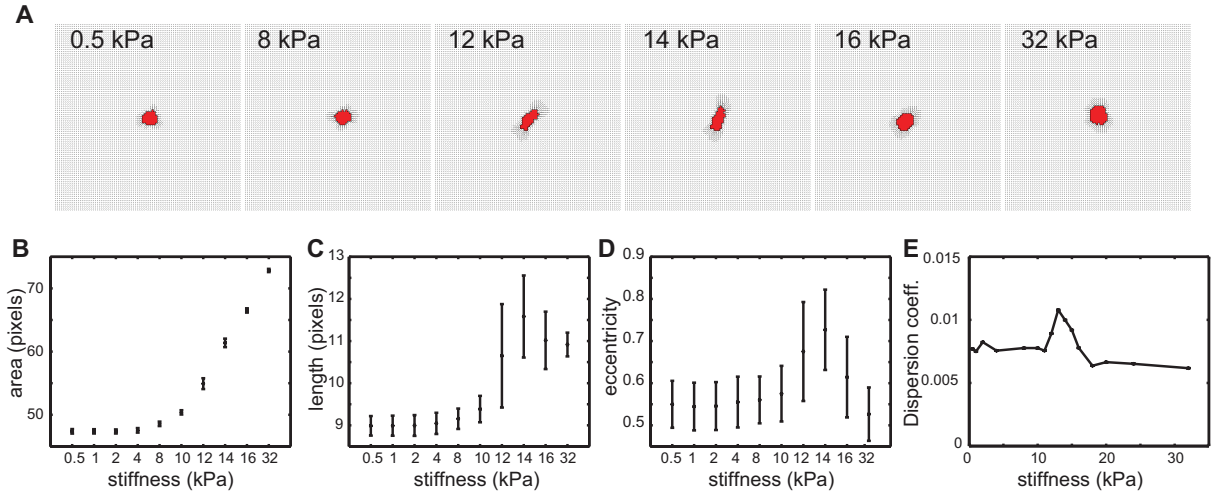 A
0.5 kPa 8 kPa 12 kPa 14 kPa 16 kPa 32 kPa
B
area (pixels)
70
60
50
0.5 1 2 4 8 10 12 14 16 32
stiffness (kPa)
C
length (pixels)
13
12
11
10
9
0.5 1 2 4 8 10 12 14 16 32
stiffness (kPa)
D
eccentricity
0.9
0.8
0.7
0.6
0.5
0.5 1 2 4 8 10 12 14 16 32
stiffness (kPa)
E
Dispersion coeff.
0.015
0.01
0.005
0
0 10 20 30
stiffness (kPa)